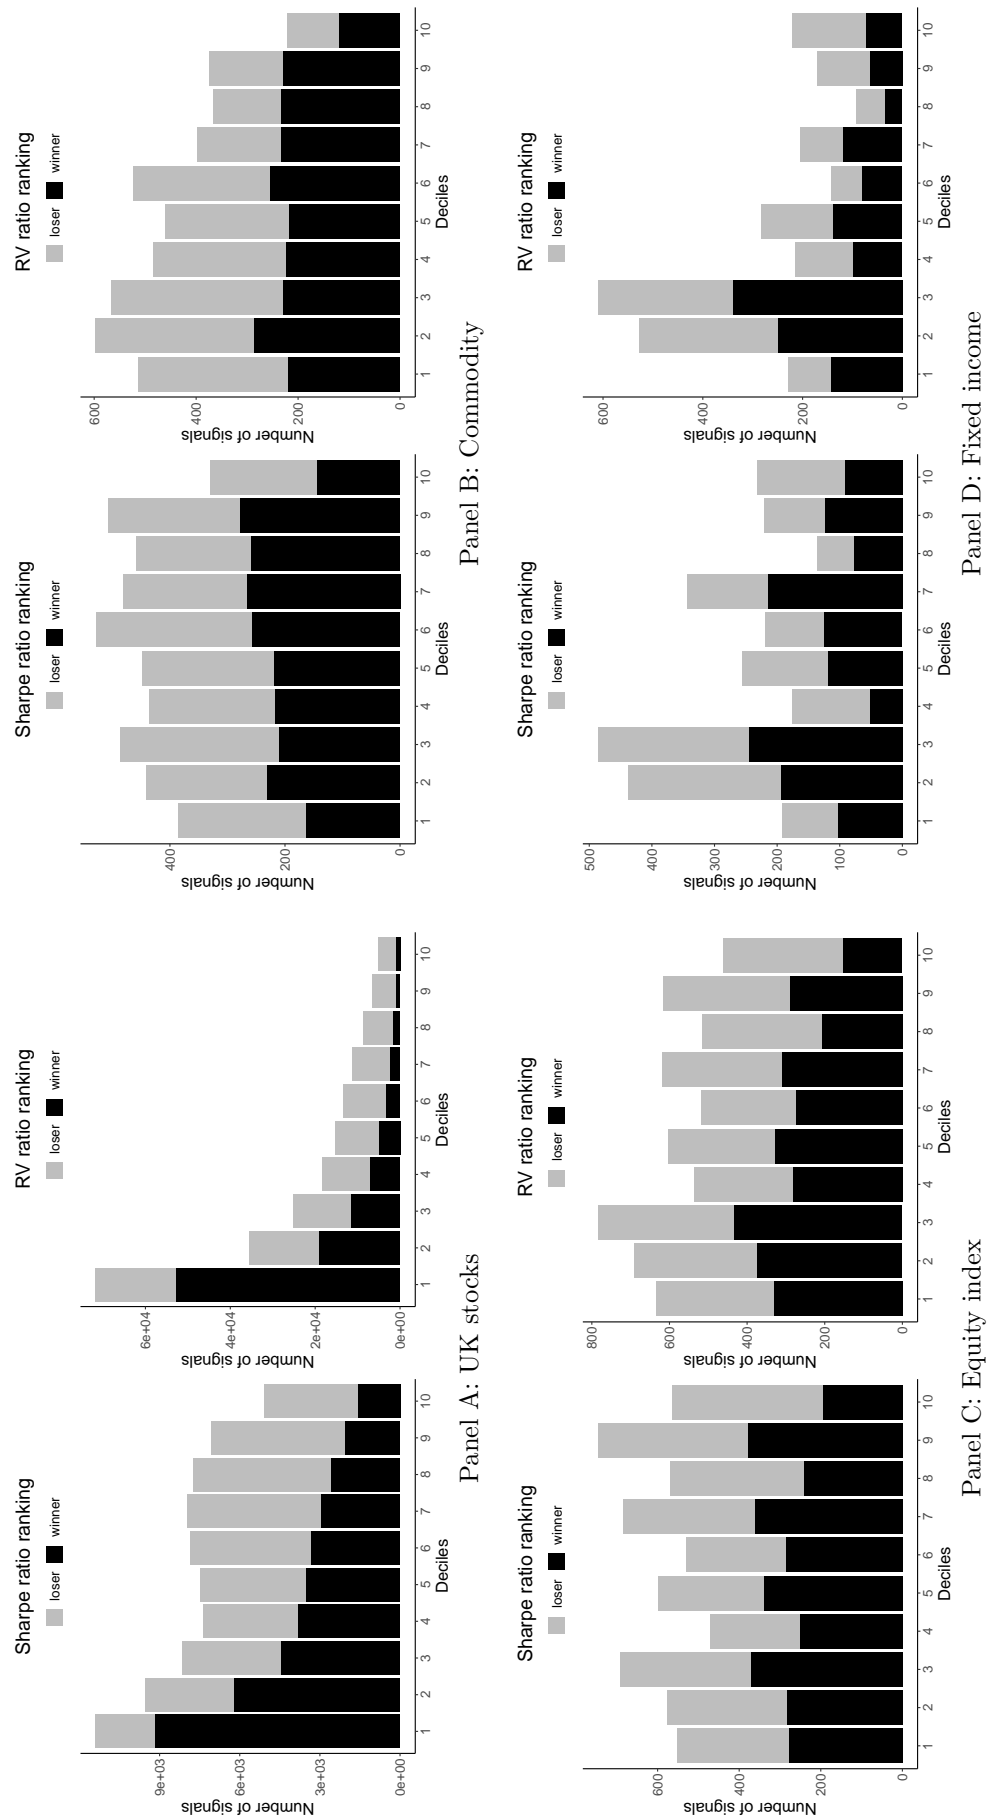 Sharpe ratio ranking
loser winner
Number of signals
9e+03
6e+03
3e+03
0e+00
1 2 3 4 5 6 7 8 9 10
Deciles
RV ratio ranking
loser winner
Number of signals
6e+04
4e+04
2e+04
0e+00
1 2 3 4 5 6 7 8 9 10
Deciles
Panel A: UK stocks
Sharpe ratio ranking
loser winner
Number of signals
400
200
0
1 2 3 4 5 6 7 8 9 10
Deciles
RV ratio ranking
loser winner
Number of signals
600
400
200
0
1 2 3 4 5 6 7 8 9 10
Deciles
Panel B: Commodity
Sharpe ratio ranking
loser winner
Number of signals
600
400
200
0
1 2 3 4 5 6 7 8 9 10
Deciles
RV ratio ranking
loser winner
Number of signals
800
600
400
200
0
1 2 3 4 5 6 7 8 9 10
Deciles
Panel C: Equity index
Sharpe ratio ranking
loser winner
Number of signals
500
400
300
200
100
0
1 2 3 4 5 6 7 8 9 10
Deciles
RV ratio ranking
loser winner
Number of signals
600
400
200
0
1 2 3 4 5 6 7 8 9 10
Deciles
Panel D: Fixed income